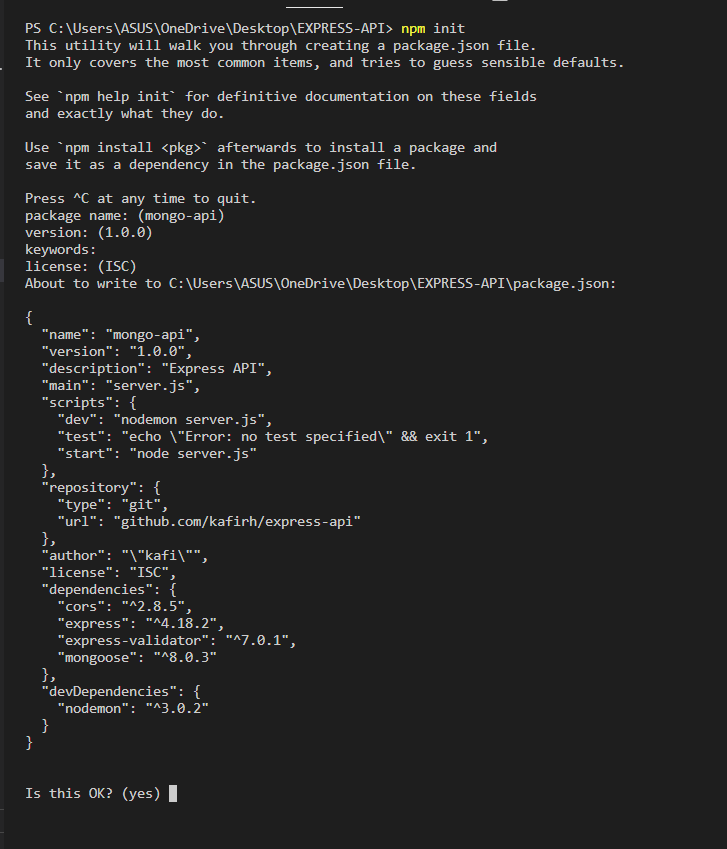 PS C:\Users\ASUS\OneDrive\Desktop\EXPRESS-API> npm init
This utility will walk you through creating a package.json file.
It only covers the most common items, and tries to guess sensible defaults.

See `npm help init` for definitive documentation on these fields
and exactly what they do.

Use `npm install <pkg>` afterwards to install a package and
save it as a dependency in the package.json file.

Press ^C at any time to quit.
package name: (mongo-api)
version: (1.0.0)
keywords:
license: (ISC)
About to write to C:\Users\ASUS\OneDrive\Desktop\EXPRESS-API\package.json:

{
  "name": "mongo-api",
  "version": "1.0.0",
  "description": "Express API",
  "main": "server.js",
  "scripts": {
    "dev": "nodemon server.js",
    "test": "echo \"Error: no test specified\" && exit 1",
    "start": "node server.js"
  },
  "repository": {
    "type": "git",
    "url": "github.com/kafirh/express-api"
  },
  "author": "\"kafi\"",
  "license": "ISC",
  "dependencies": {
    "cors": "^2.8.5",
    "express": "^4.18.2",
    "express-validator": "^7.0.1",
    "mongoose": "^8.0.3"
  },
  "devDependencies": {
    "nodemon": "^3.0.2"
  }
}

Is this OK? (yes)